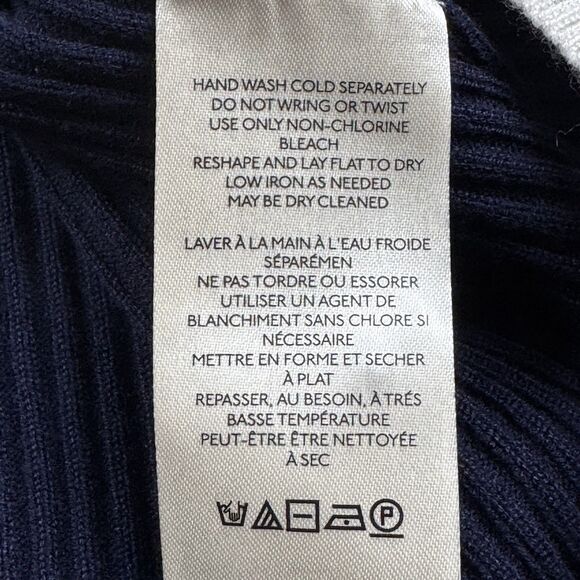 HAND WASH COLD SEPARATELY
DO NOT WRING OR TWIST
USE ONLY NON-CHLORINE
BLEACH
RESHAPE AND LAY FLAT TO DRY
LOW IRON AS NEEDED
MAY BE DRY CLEANED
LAVER À LA MAIN À L'EAU FROIDE
SÉPARÉMEN
NE PAS TORDRE OU ESSORER
UTILISER UN AGENT DE
BLANCHIMENT SANS CHLORE SI
NÉCESSAIRE
METTRE EN FORME ET SECHER
À PLAT
REPASSER, AU BESOIN, À TRÉS
BASSE TEMPÉRATURE
PEUT-ÊTRE ÊTRE NETTOYÉE
À SEC
P